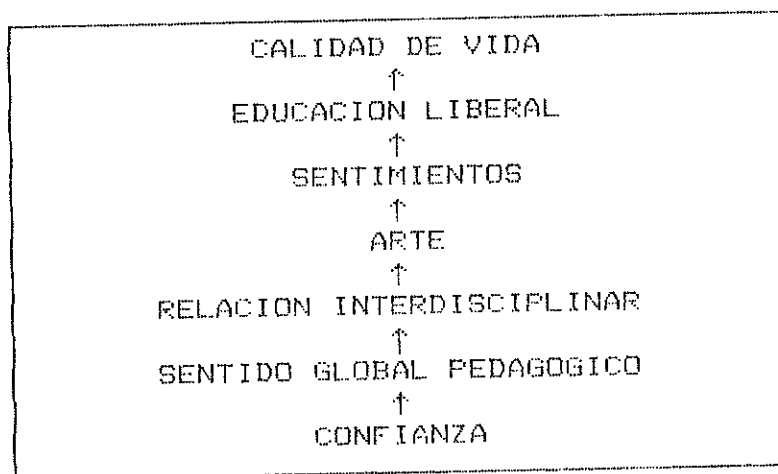 CALIDAD DE VIDA
↑
EDUCACION LIBERAL
↑
SENTIMIENTOS
↑
ARTE
↑
RELACION INTERDISCIPLINAR
↑
SENTIDO GLOBAL PEDAGOGICO
↑
CONFIANZA